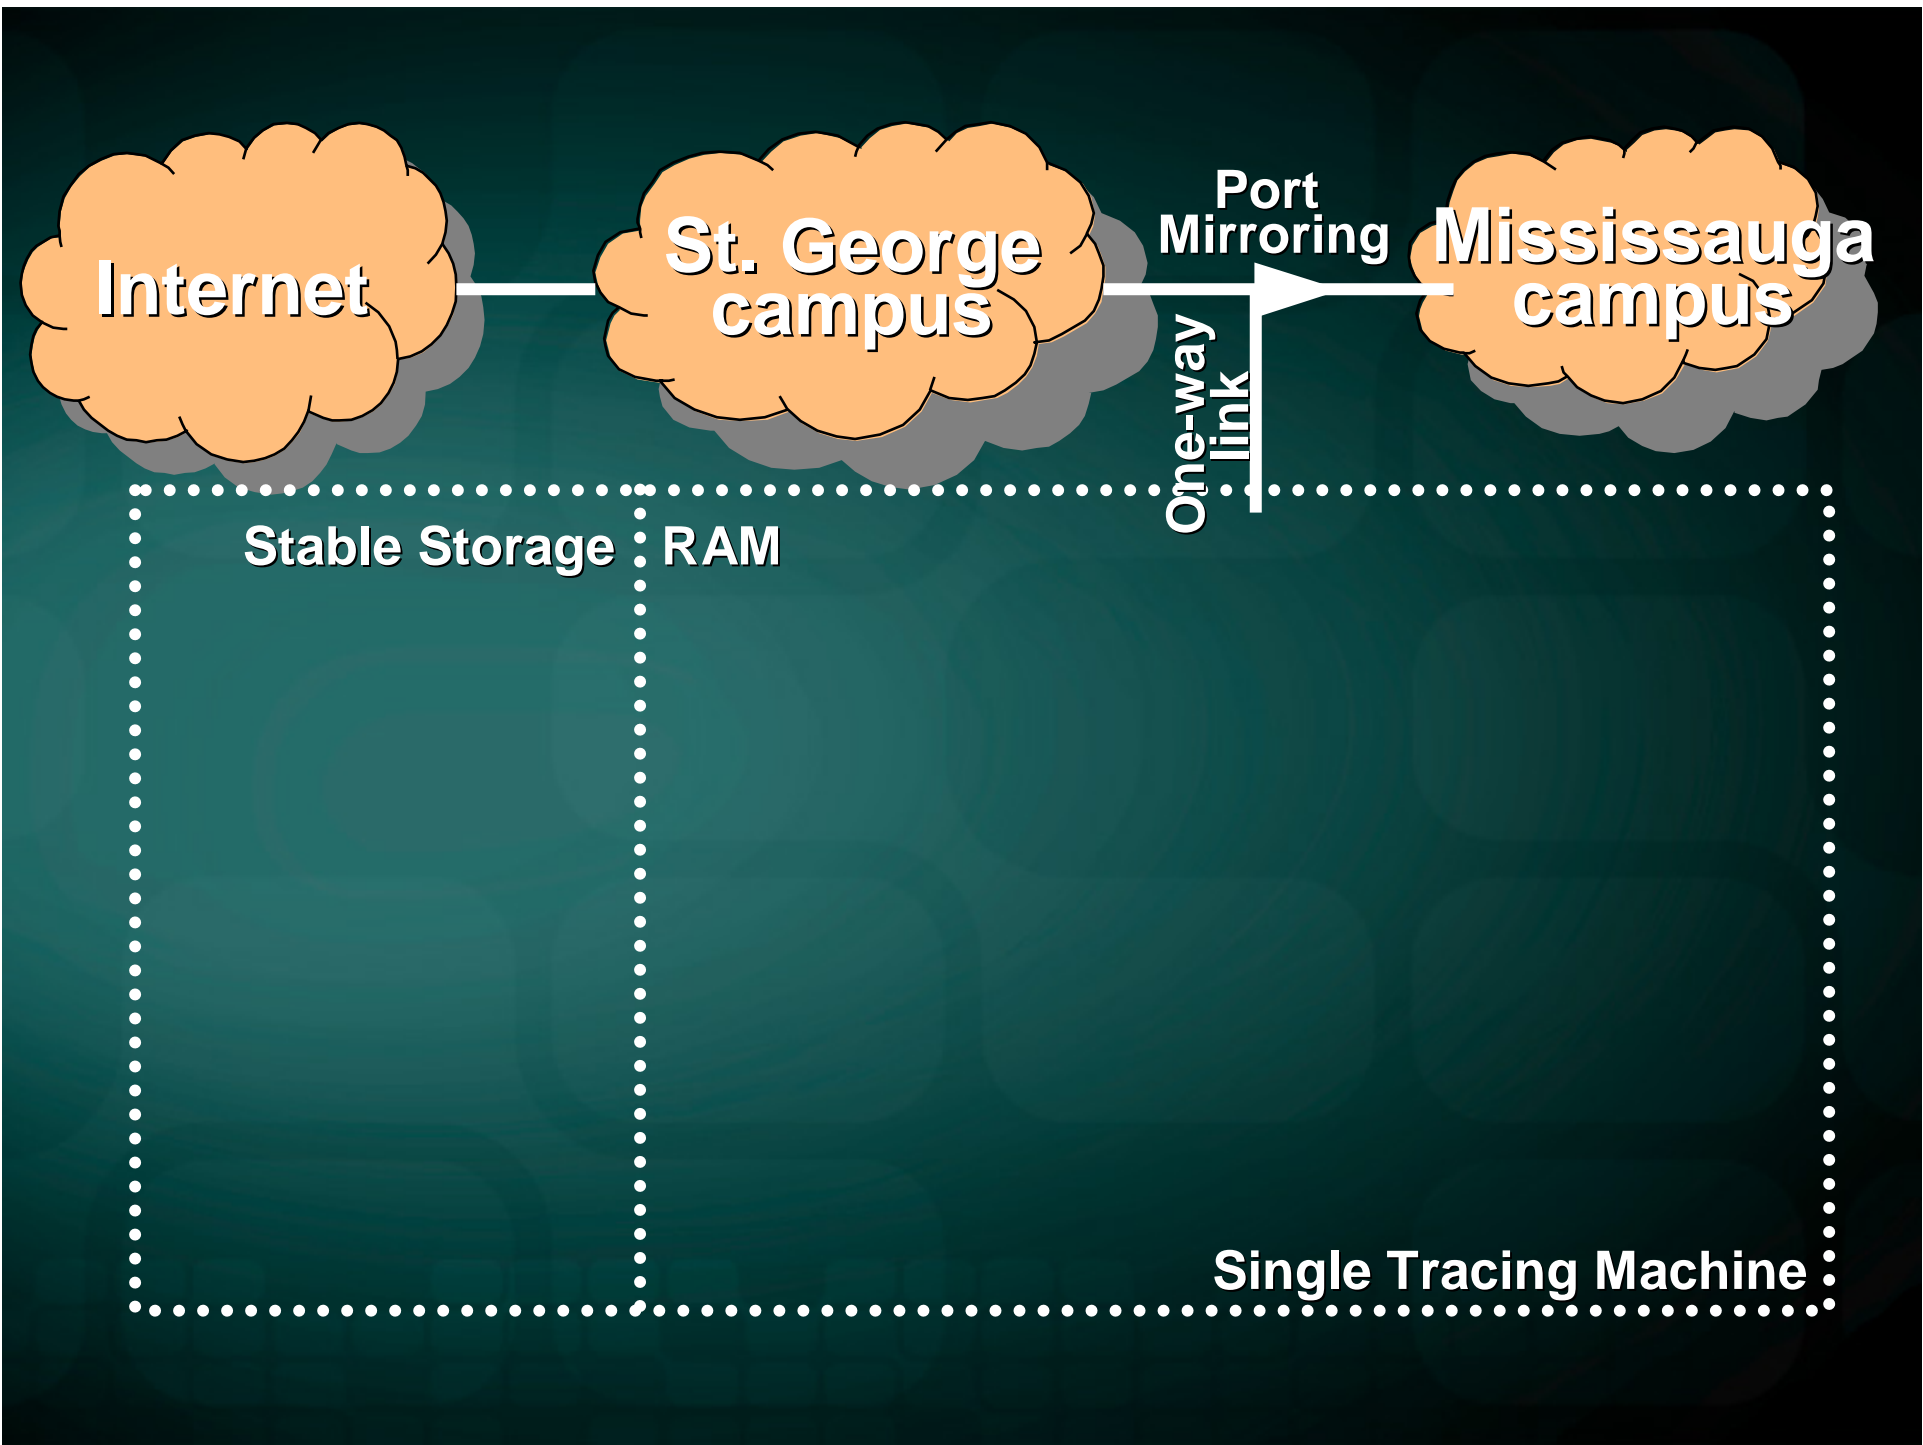 Internet
St. George
campus
Port
Mirroring
Mississauga
campus
One-way
link
Stable Storage
RAM
Single Tracing Machine